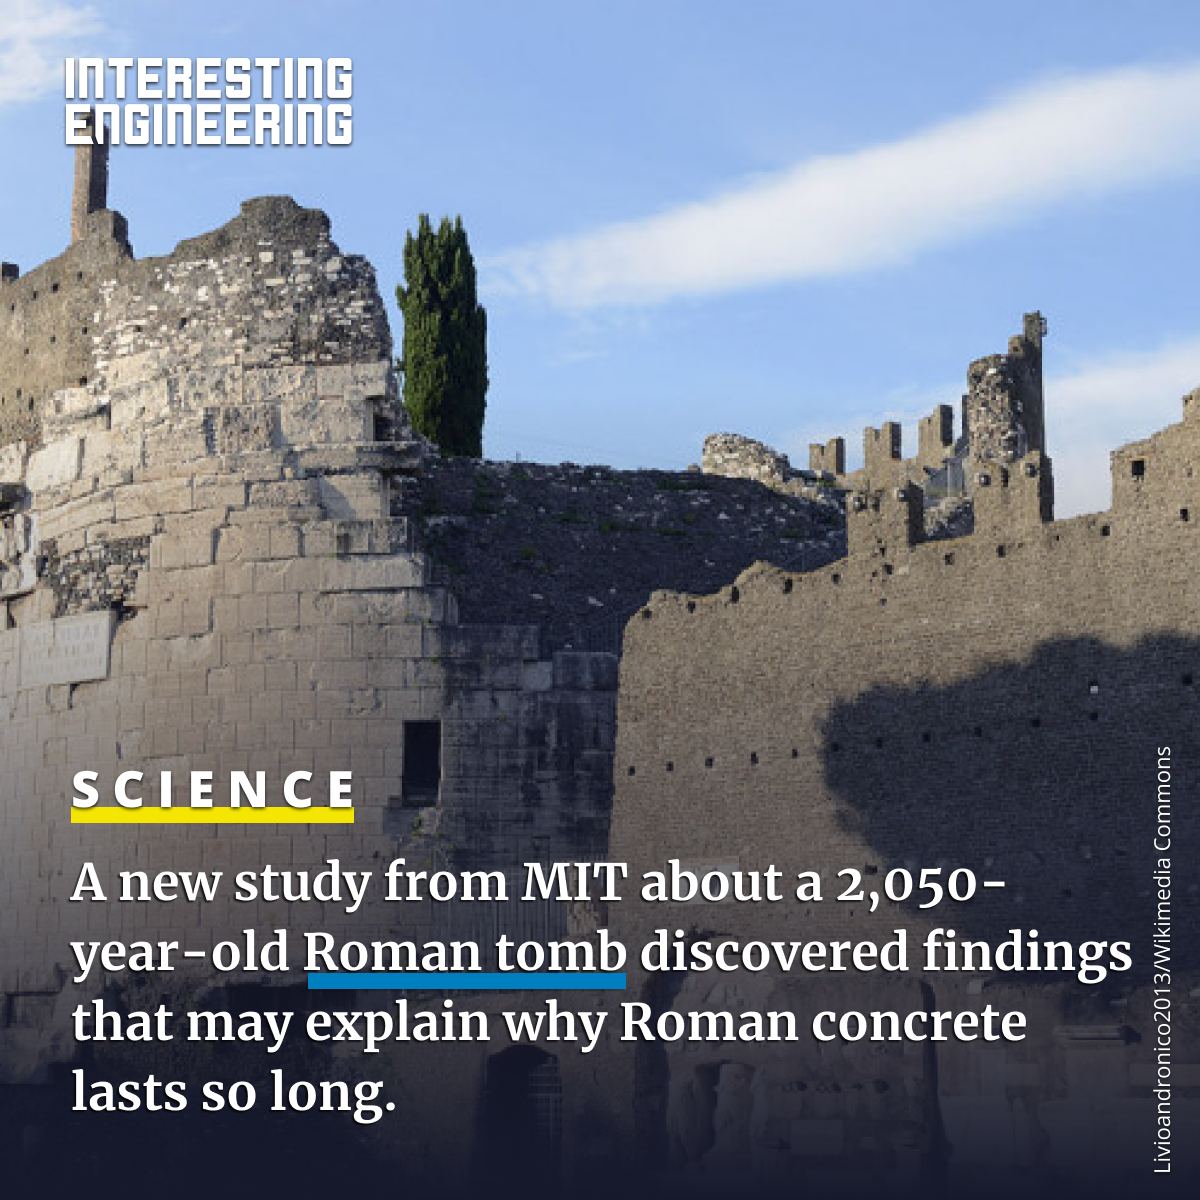 INTERESTING
ENGINEERING
SCIENCE
A new study from MIT about a 2,050-
year-old Roman tomb discovered findings
that may explain why Roman concrete
lasts so long.
Livioandronico2013/Wikimedia Commons